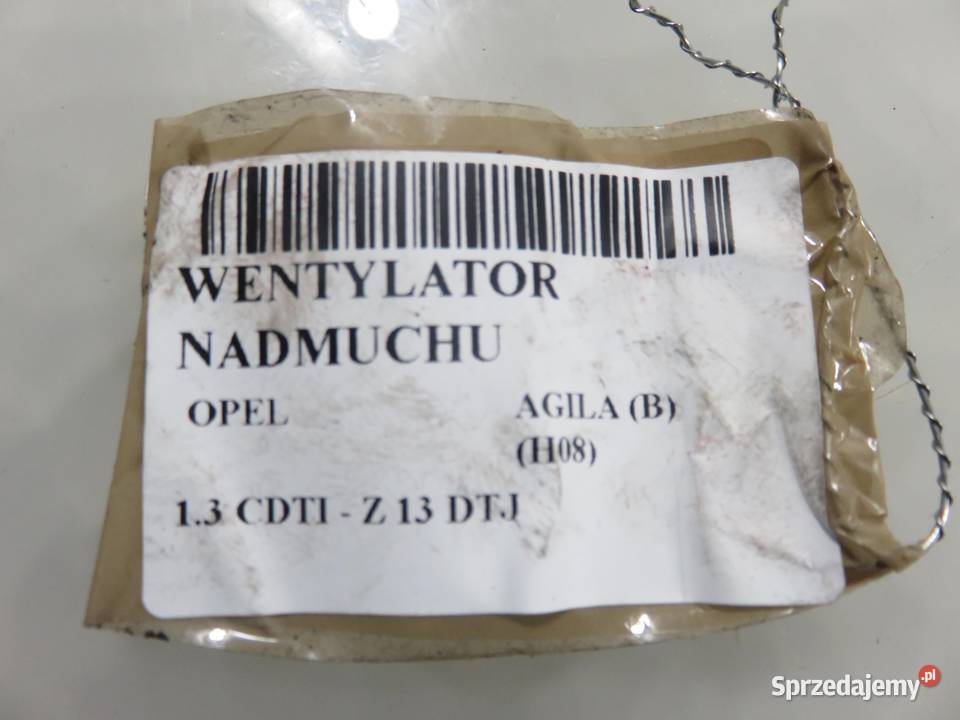 WENTYLATOR
NADMUCHU
OPEL AGILA (B)
(H08)
1.3 CDTI - Z 13 DTJ
Sprzedajemy.pl